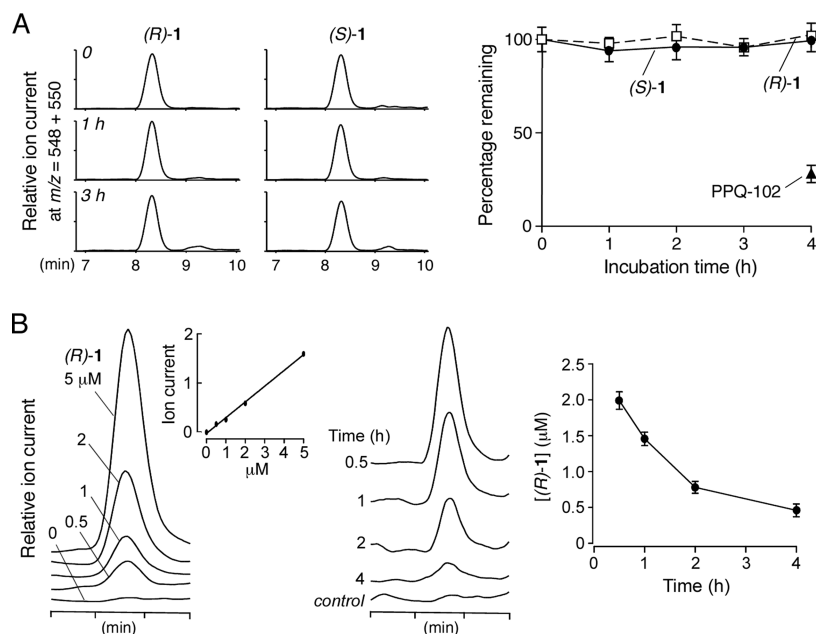 A
(R)-1
(S)-1
Relative ion current
at m/z = 548 + 550
0
1 h
3 h
(min)
7
8
9
10
7
8
9
10
Percentage remaining
100
50
0
(S)-1
(R)-1
PPQ-102
0
1
2
3
4
Incubation time (h)
B
Relative ion current
(R)-1
5 μM
2
1
0.5
0
(min)
Ion current
2
1
0
0 1 2 3 4 5
μM
Time (h)
0.5
1
2
4
control
(min)
[(R)-1] (μM)
2.5
2.0
1.5
1.0
0.5
0
0
1
2
3
4
Time (h)